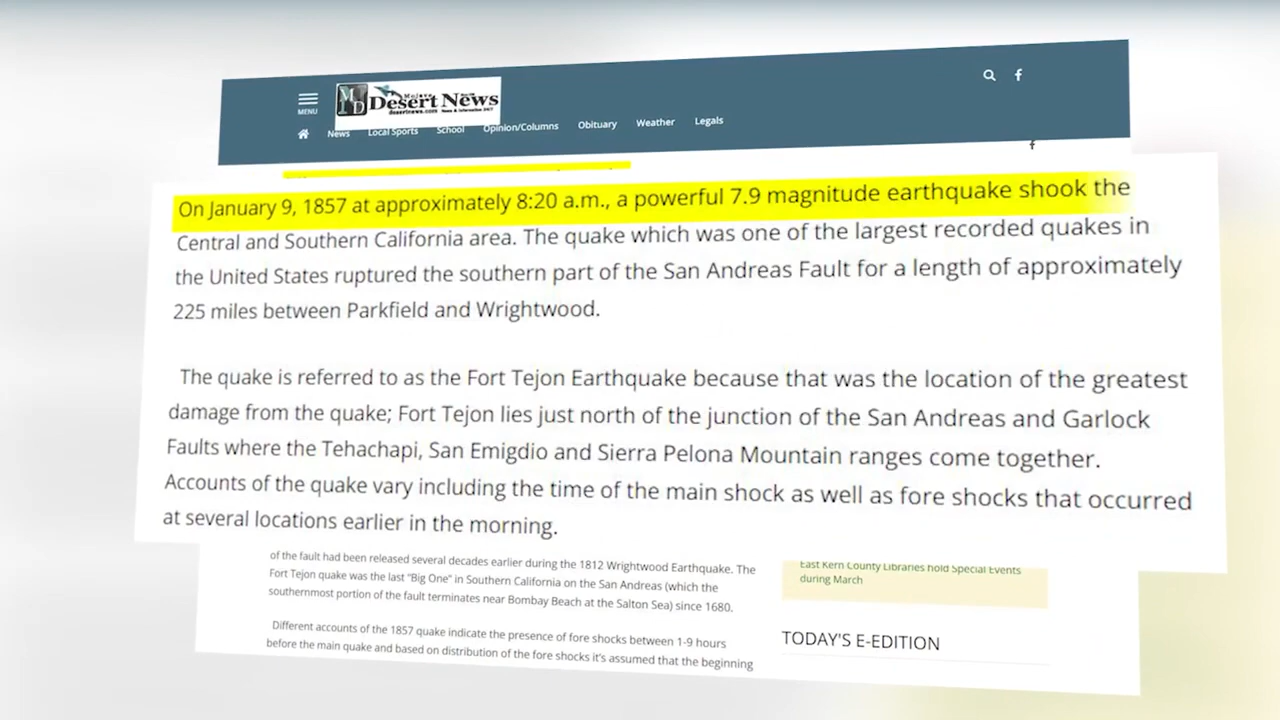 MENU
MD Mojave Desert News
desertnews.com News & Information 24/7
News Local Sports School Opinion/Columns Obituary Weather Legals
On January 9, 1857 at approximately 8:20 a.m., a powerful 7.9 magnitude earthquake shook the
Central and Southern California area. The quake which was one of the largest recorded quakes in
the United States ruptured the southern part of the San Andreas Fault for a length of approximately
225 miles between Parkfield and Wrightwood.
The quake is referred to as the Fort Tejon Earthquake because that was the location of the greatest
damage from the quake; Fort Tejon lies just north of the junction of the San Andreas and Garlock
Faults where the Tehachapi, San Emigdio and Sierra Pelona Mountain ranges come together.
Accounts of the quake vary including the time of the main shock as well as fore shocks that occurred
at several locations earlier in the morning.
of the fault had been released several decades earlier during the 1812 Wrightwood Earthquake. The
Fort Tejon quake was the last "Big One" in Southern California on the San Andreas (which the
southernmost portion of the fault terminates near Bombay Beach at the Salton Sea) since 1680.
Different accounts of the 1857 quake indicate the presence of fore shocks between 1-9 hours
before the main quake and based on distribution of the fore shocks it's assumed that the beginning
East Kern County Libraries hold Special Events
during March
TODAY'S E-EDITION